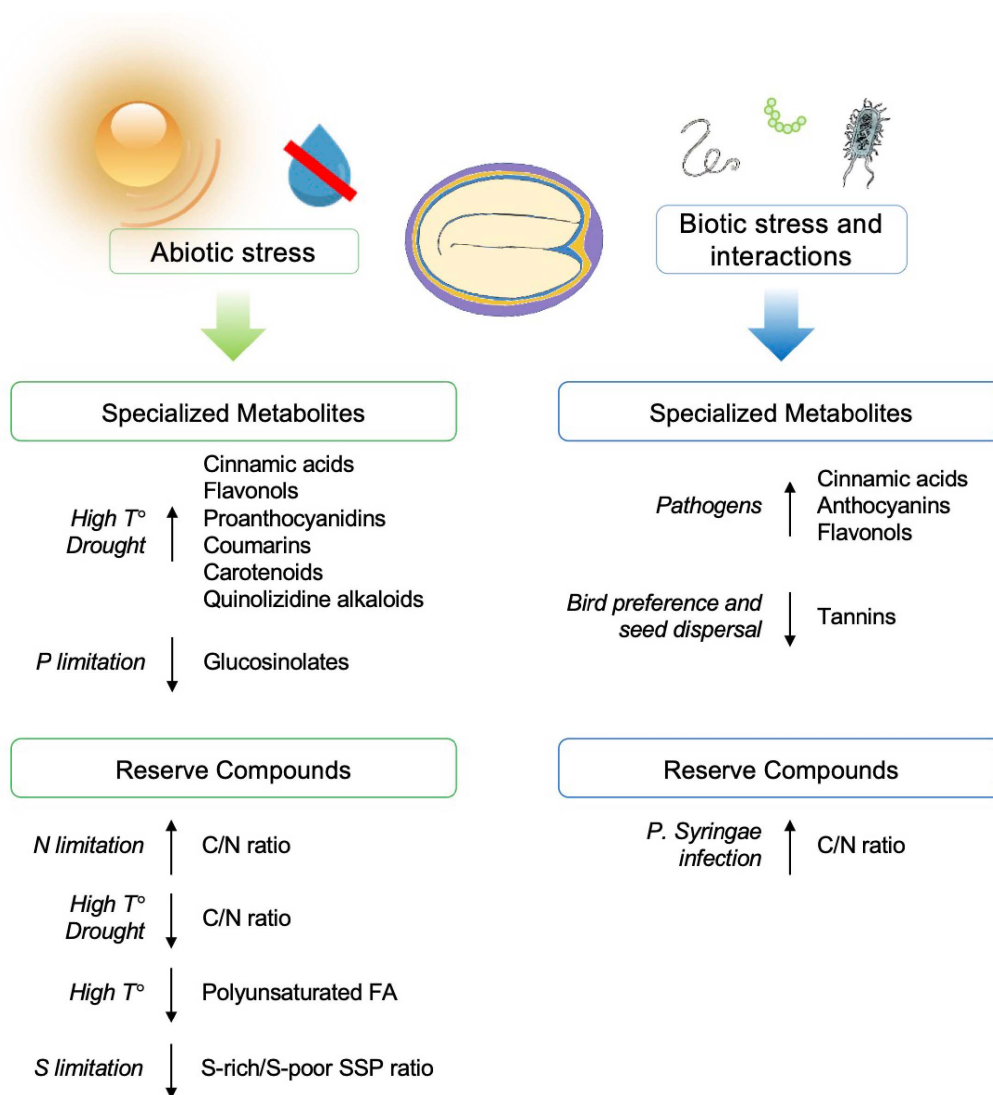 Abiotic stress
Biotic stress and
interactions
Specialized Metabolites
High T°
Drought
Cinnamic acids
Flavonols
Proanthocyanidins
Coumarins
Carotenoids
Quinolizidine alkaloids
P limitation
Glucosinolates
Reserve Compounds
N limitation
C/N ratio
High T°
Drought
C/N ratio
High T°
Polyunsaturated FA
S limitation
S-rich/S-poor SSP ratio
Specialized Metabolites
Pathogens
Cinnamic acids
Anthocyanins
Flavonols
Bird preference and
seed dispersal
Tannins
Reserve Compounds
P. Syringae
infection
C/N ratio